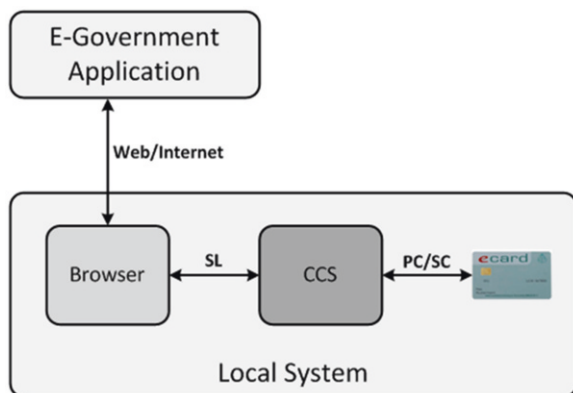 E-Government
Application
Web/Internet
Browser
SL
CCS
PC/SC
ecard
Local System